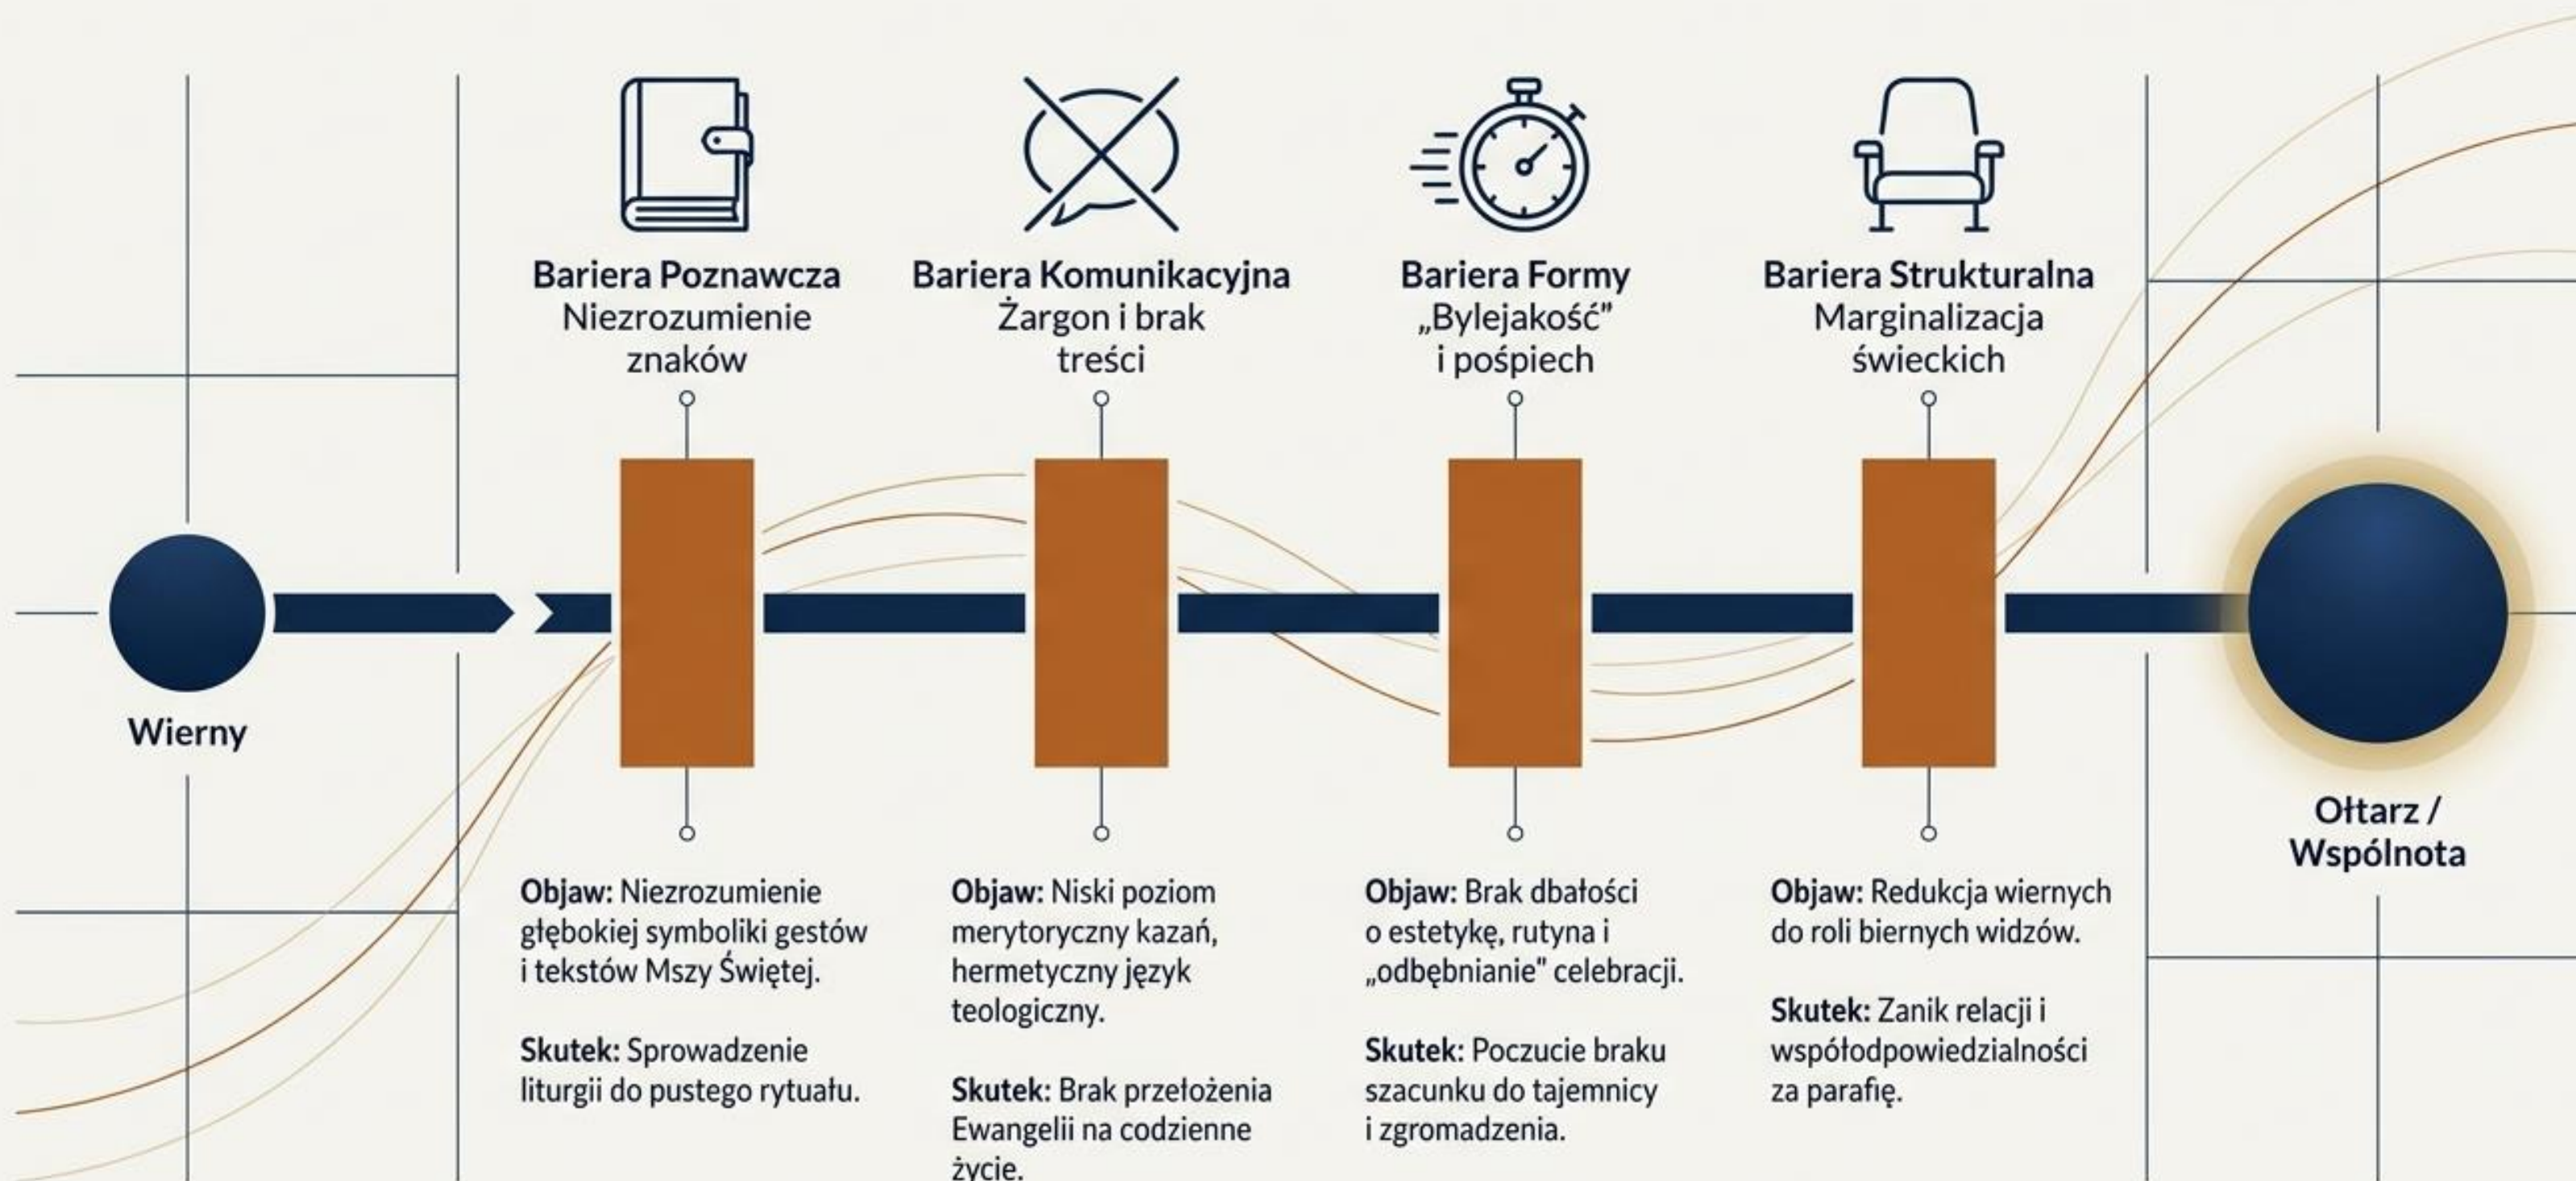 Bariera Poznawcza
Niezrozumienie
znaków
Bariera Komunikacyjna
Żargon i brak
treści
Bariera Formy
„Bylejakość”
i pośpiech
Bariera Strukturalna
Marginalizacja
świeckich
Wierny
Ołtarz /
Wspólnota
Objaw: Niezrozumienie
głębokiej symboliki gestów
i tekstów Mszy Świętej.
Skutek: Sprowadzenie
liturgii do pustego rytuału.
Objaw: Niski poziom
merytoryczny kazań,
hermetyczny język
teologiczny.
Skutek: Brak przełożenia
Ewangelii na codzienne
życie.
Objaw: Brak dbałości
o estetykę, rutyna i
„odbębnianie” celebracji.
Skutek: Poczucie braku
szacunku do tajemnicy
i zgromadzenia.
Objaw: Redukcja wiernych
do roli biernych widzów.
Skutek: Zanik relacji i
współodpowiedzialności
za parafię.